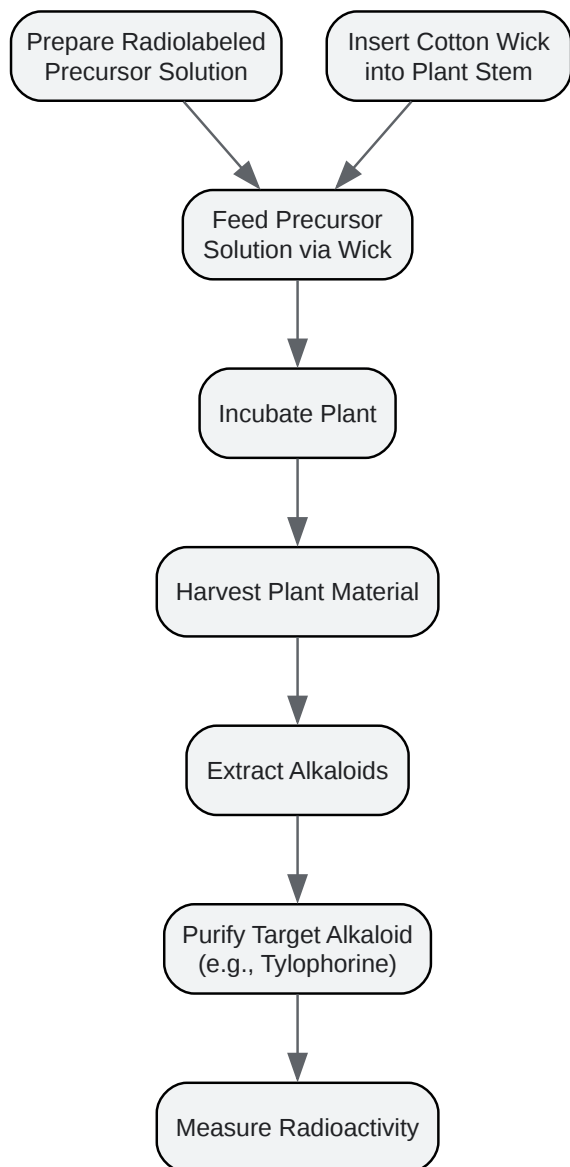 Prepare Radiolabeled
Precursor Solution
Insert Cotton Wick
into Plant Stem
Feed Precursor
Solution via Wick
Incubate Plant
Harvest Plant Material
Extract Alkaloids
Purify Target Alkaloid
(e.g., Tylophorine)
Measure Radioactivity